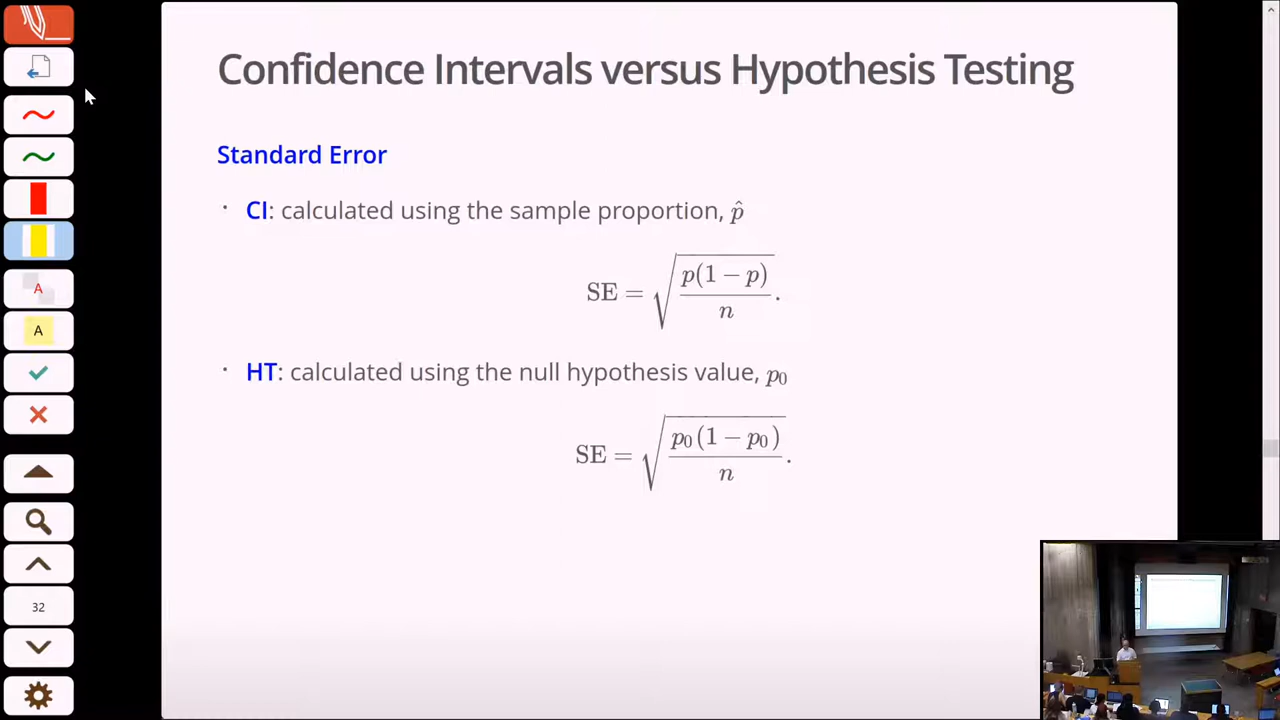 Confidence Intervals versus Hypothesis Testing
Standard Error
· CI: calculated using the sample proportion, p̂
SE = √(p(1 − p)/n).
· HT: calculated using the null hypothesis value, p₀
SE = √(p₀(1 − p₀)/n).
A
A
32